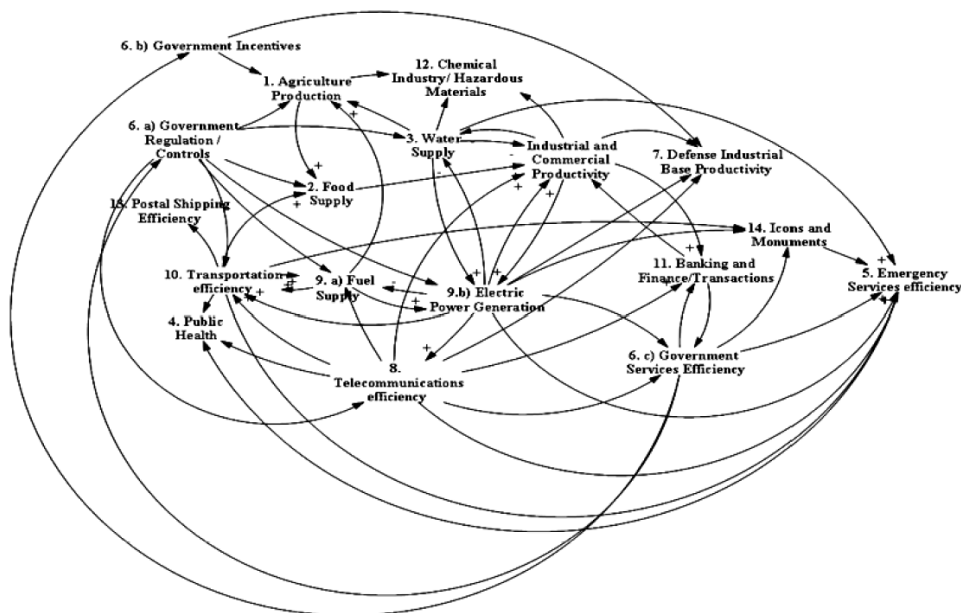 6. b) Government Incentives
1. Agriculture
Production
12. Chemical
Industry/ Hazardous
Materials
6. a) Government
Regulation /
Controls
3. Water
Supply
Industrial and
Commercial
Productivity
7. Defense Industrial
Base Productivity
2. Food
Supply
13. Postal Shipping
Efficiency
14. Icons and
Monuments
10. Transportation
efficiency
9. a) Fuel
Supply
9.b) Electric
Power Generation
11. Banking and
Finance/Transactions
5. Emergency
Services efficiency
4. Public
Health
8.
Telecommunications
efficiency
6. c) Government
Services Efficiency